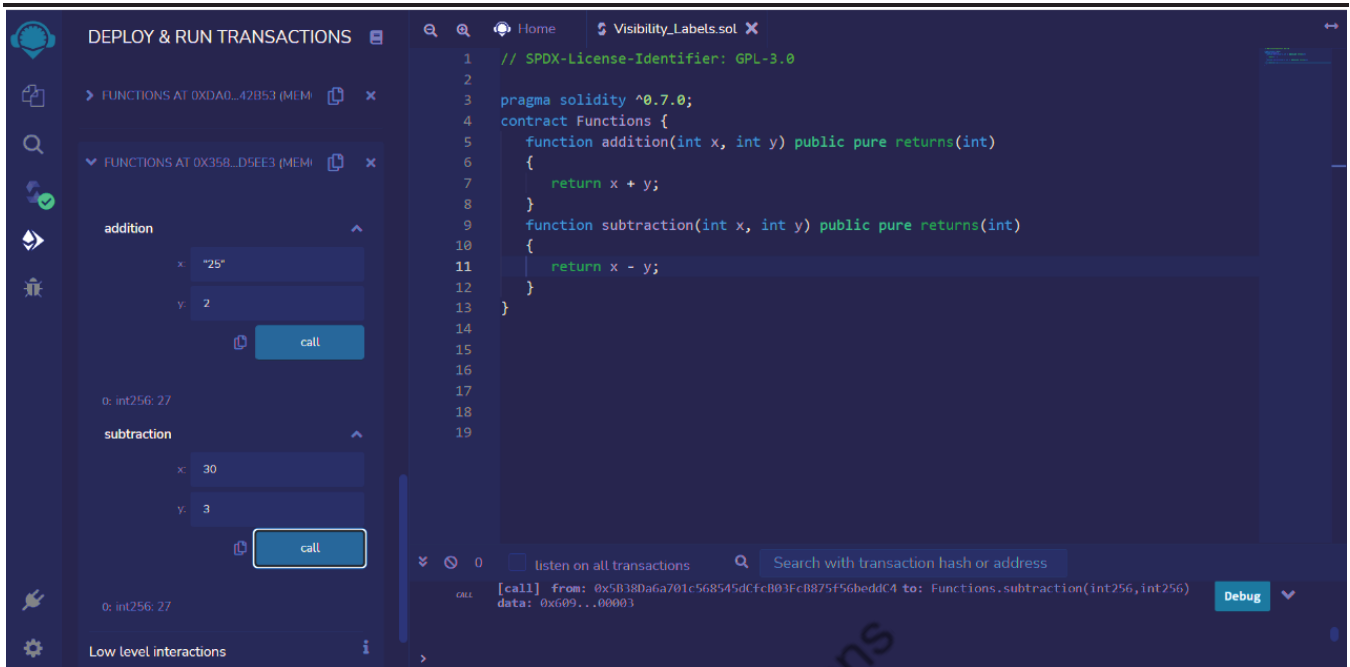 DEPLOY & RUN TRANSACTIONS
FUNCTIONS AT 0XDA0...42B53 (MEM
FUNCTIONS AT 0X358...D5EE3 (MEM
addition
x: "25"
y: 2
call
0: int256: 27
subtraction
x: 30
y: 3
call
0: int256: 27
Low level interactions
i
Home
Visibility_Labels.sol
1 // SPDX-License-Identifier: GPL-3.0
2
3 pragma solidity ^0.7.0;
4 contract Functions {
5 function addition(int x, int y) public pure returns(int)
6 {
7 return x + y;
8 }
9 function subtraction(int x, int y) public pure returns(int)
10 {
11 return x - y;
12 }
13 }
14
15
16
17
18
19
0 listen on all transactions Search with transaction hash or address
CALL [call] from: 0x5B38Da6a701c568545dCfcB03FcB875f56beddC4 to: Functions.subtraction(int256,int256)
data: 0x609...00003
Debug
>
ns